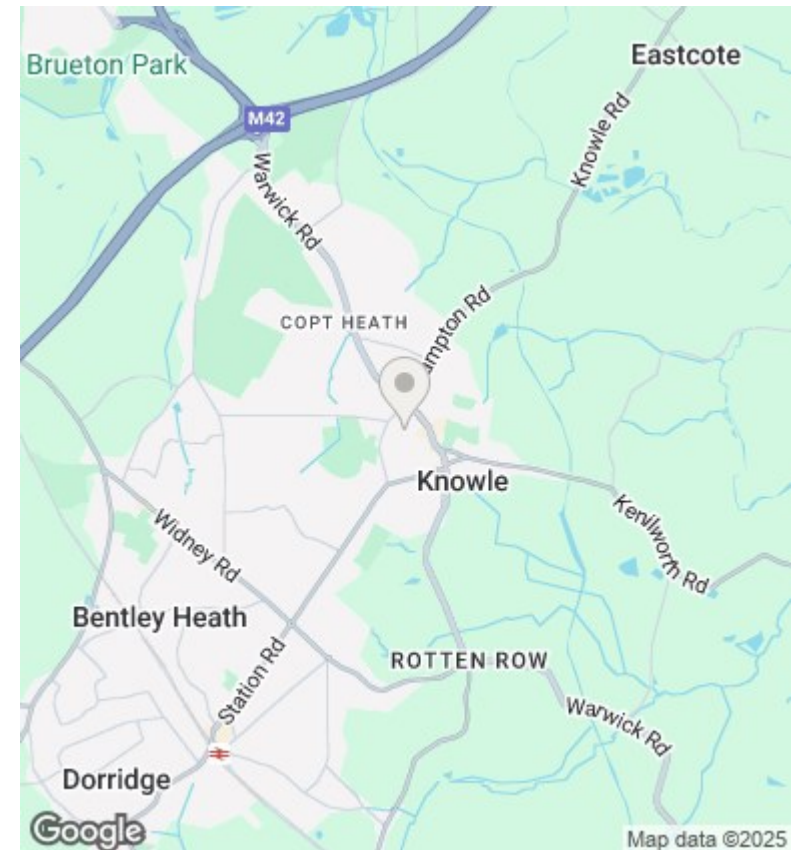 Eastcote
Brueton Park
M42
Knowle Rd
Warwick Rd
ampton Rd
COPT HEATH
Knowle
Kenilworth Rd
Widney Rd
Bentley Heath
ROTTEN ROW
Station Rd
Warwick Rd
Dorridge
Google
Map data ©2025